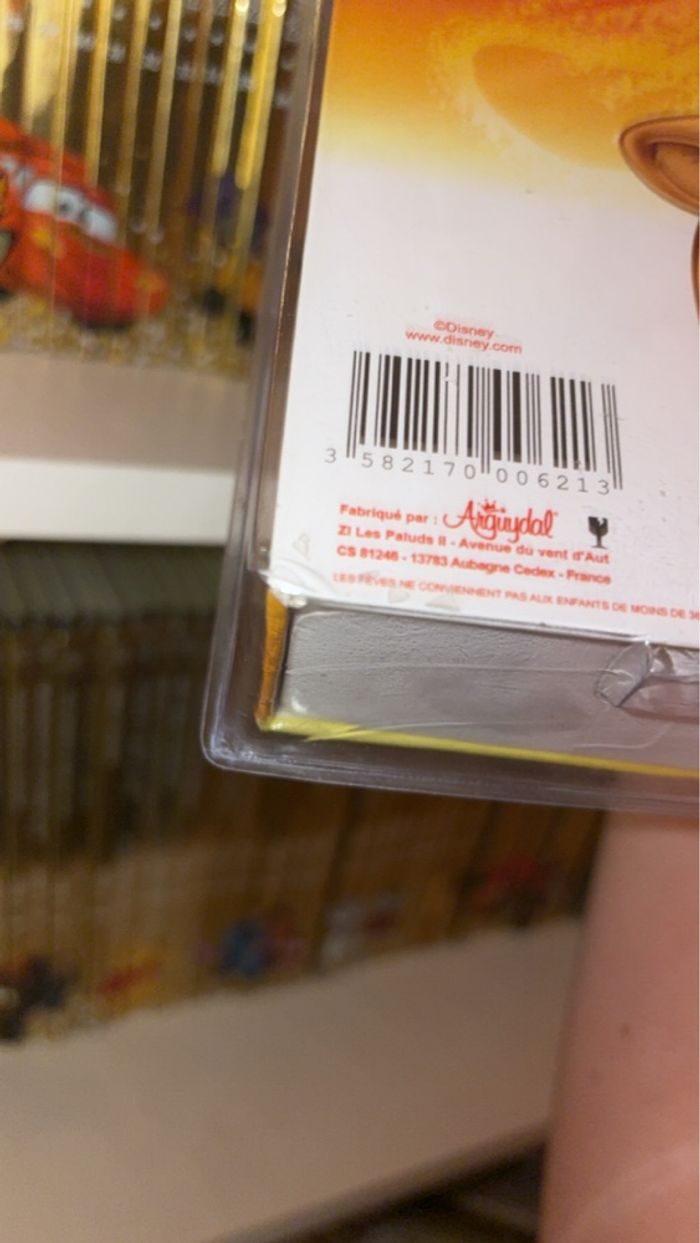 ©Disney
www.disney.com
3 582170 006213
Fabriqué par : Arguydal
ZI Les Paluds II - Avenue du vent d'Aut
CS 81246 - 13783 Aubagne Cedex - France
LES FÈVES NE CONVIENNENT PAS AUX ENFANTS DE MOINS DE 36